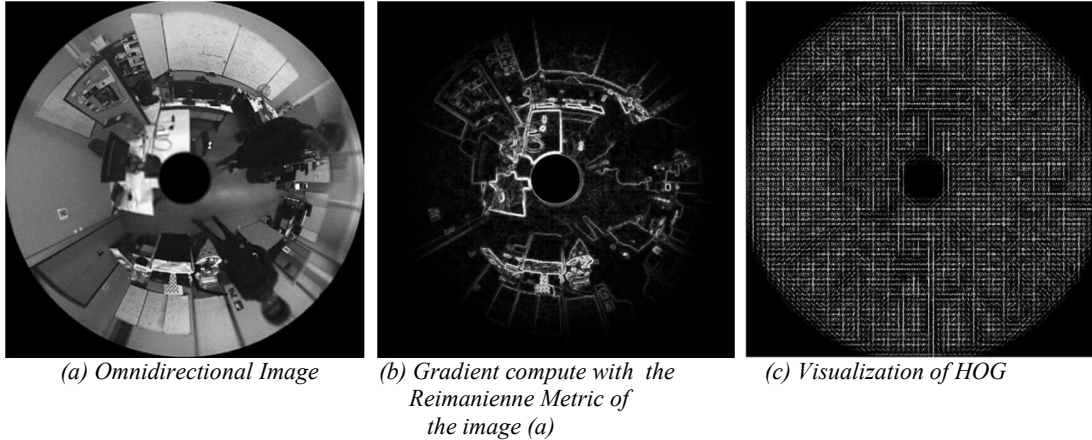 (a) Omnidirectional Image
(b) Gradient compute with the
Reimanienne Metric of
the image (a)
(c) Visualization of HOG